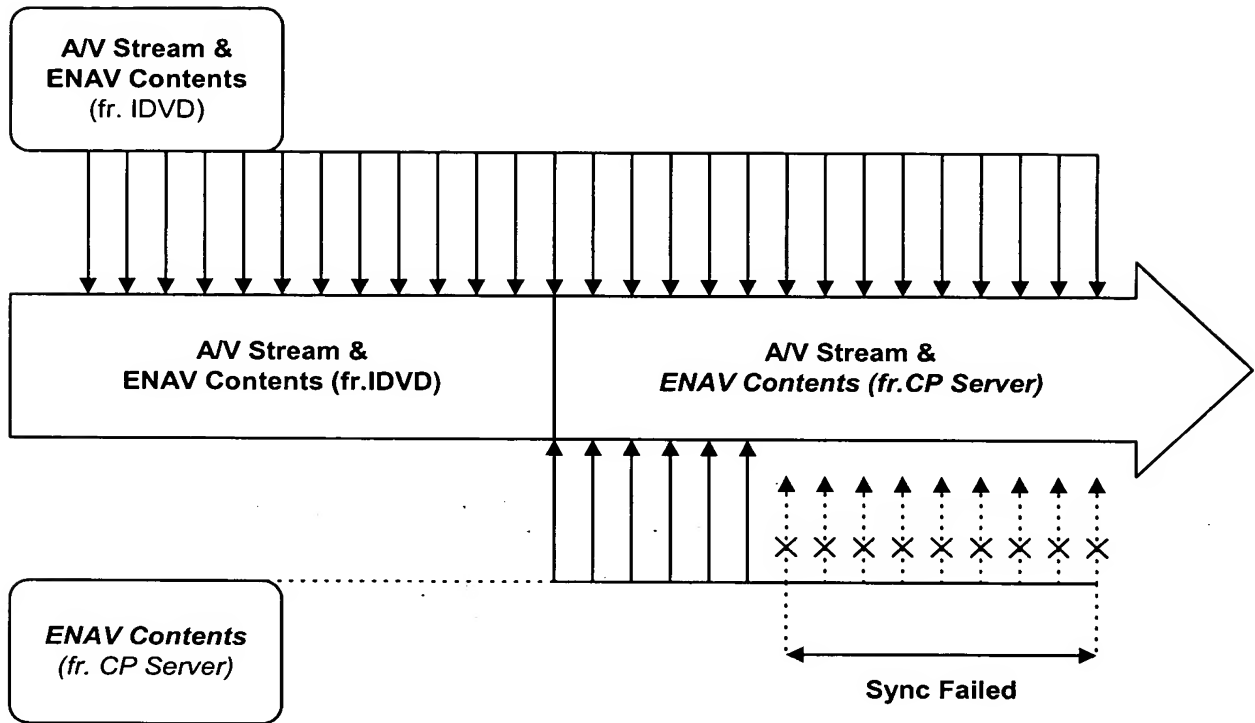 A/V Stream &
ENAV Contents
(fr. IDVD)
A/V Stream &
ENAV Contents (fr.IDVD)
A/V Stream &
ENAV Contents (fr.CP Server)
ENAV Contents
(fr. CP Server)
Sync Failed